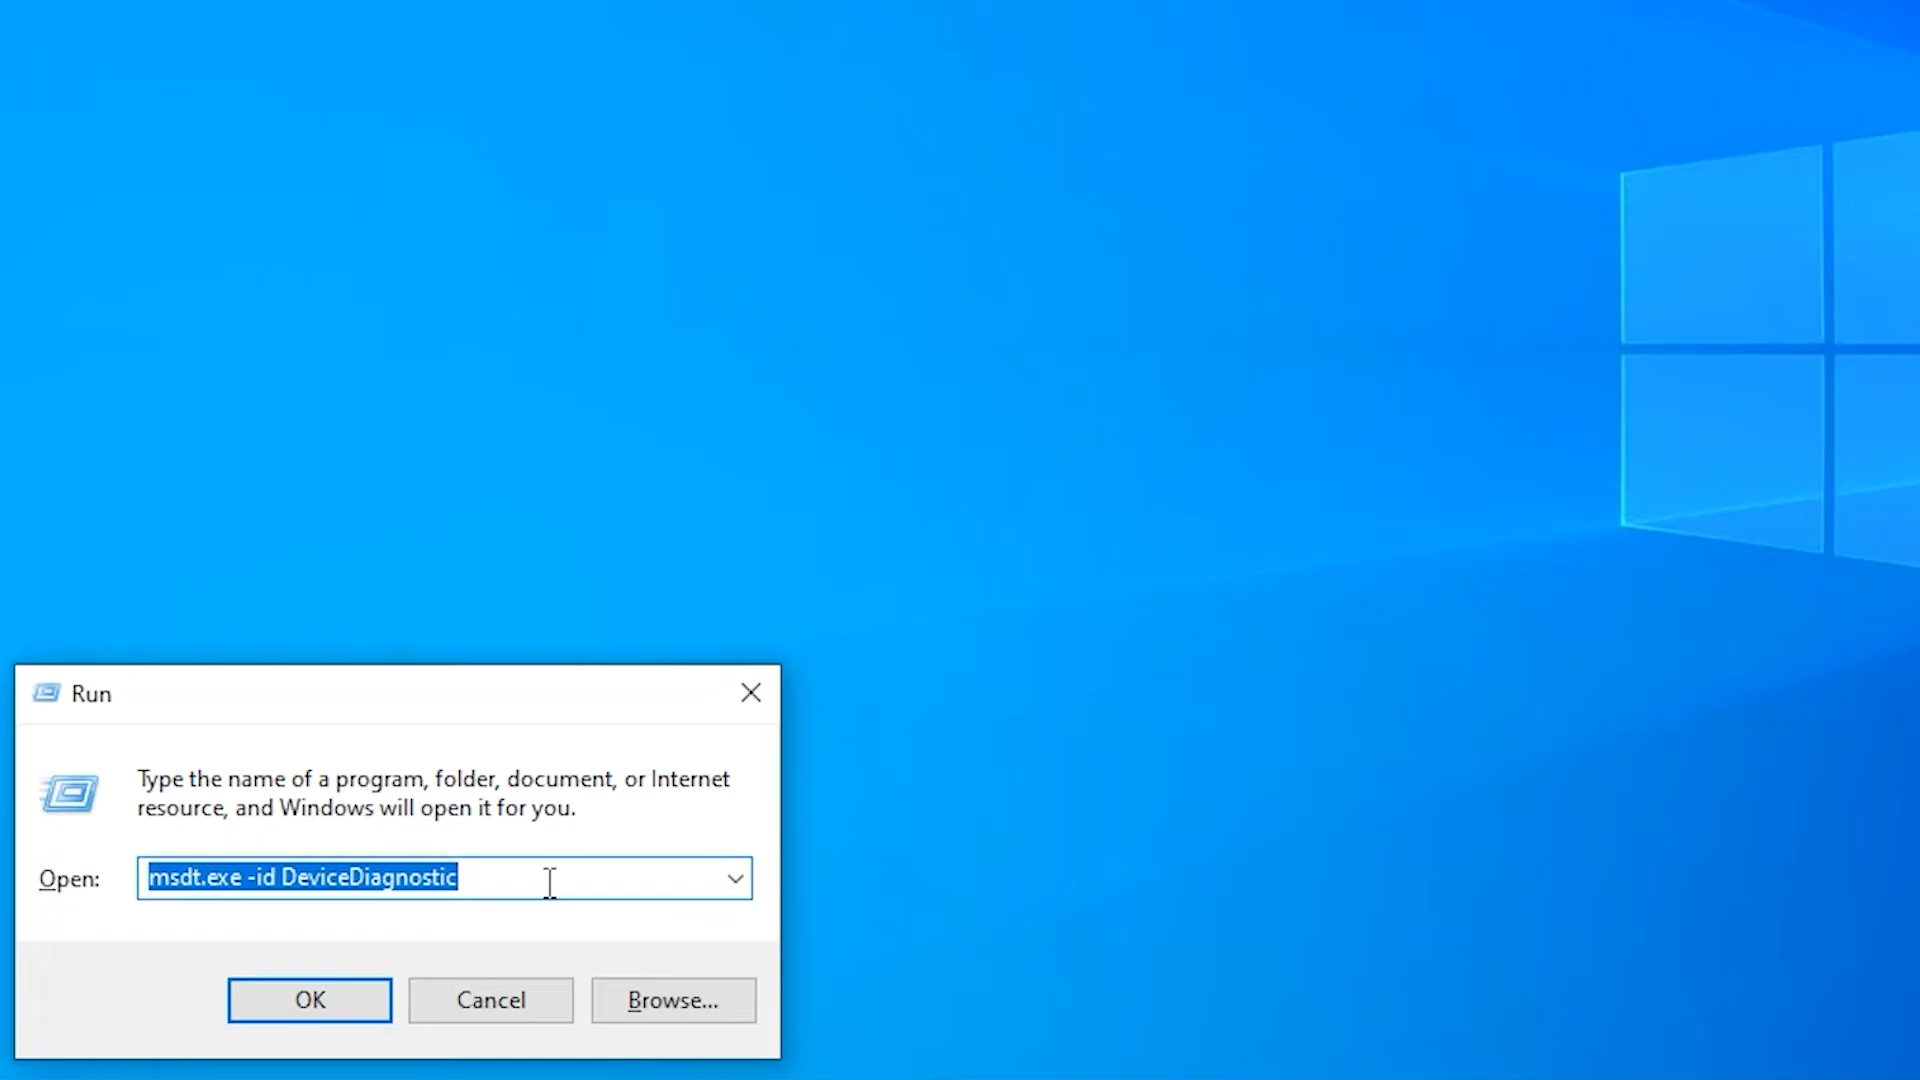 Run
Type the name of a program, folder, document, or Internet
resource, and Windows will open it for you.
Open: msdt.exe -id DeviceDiagnostic
OK Cancel Browse...